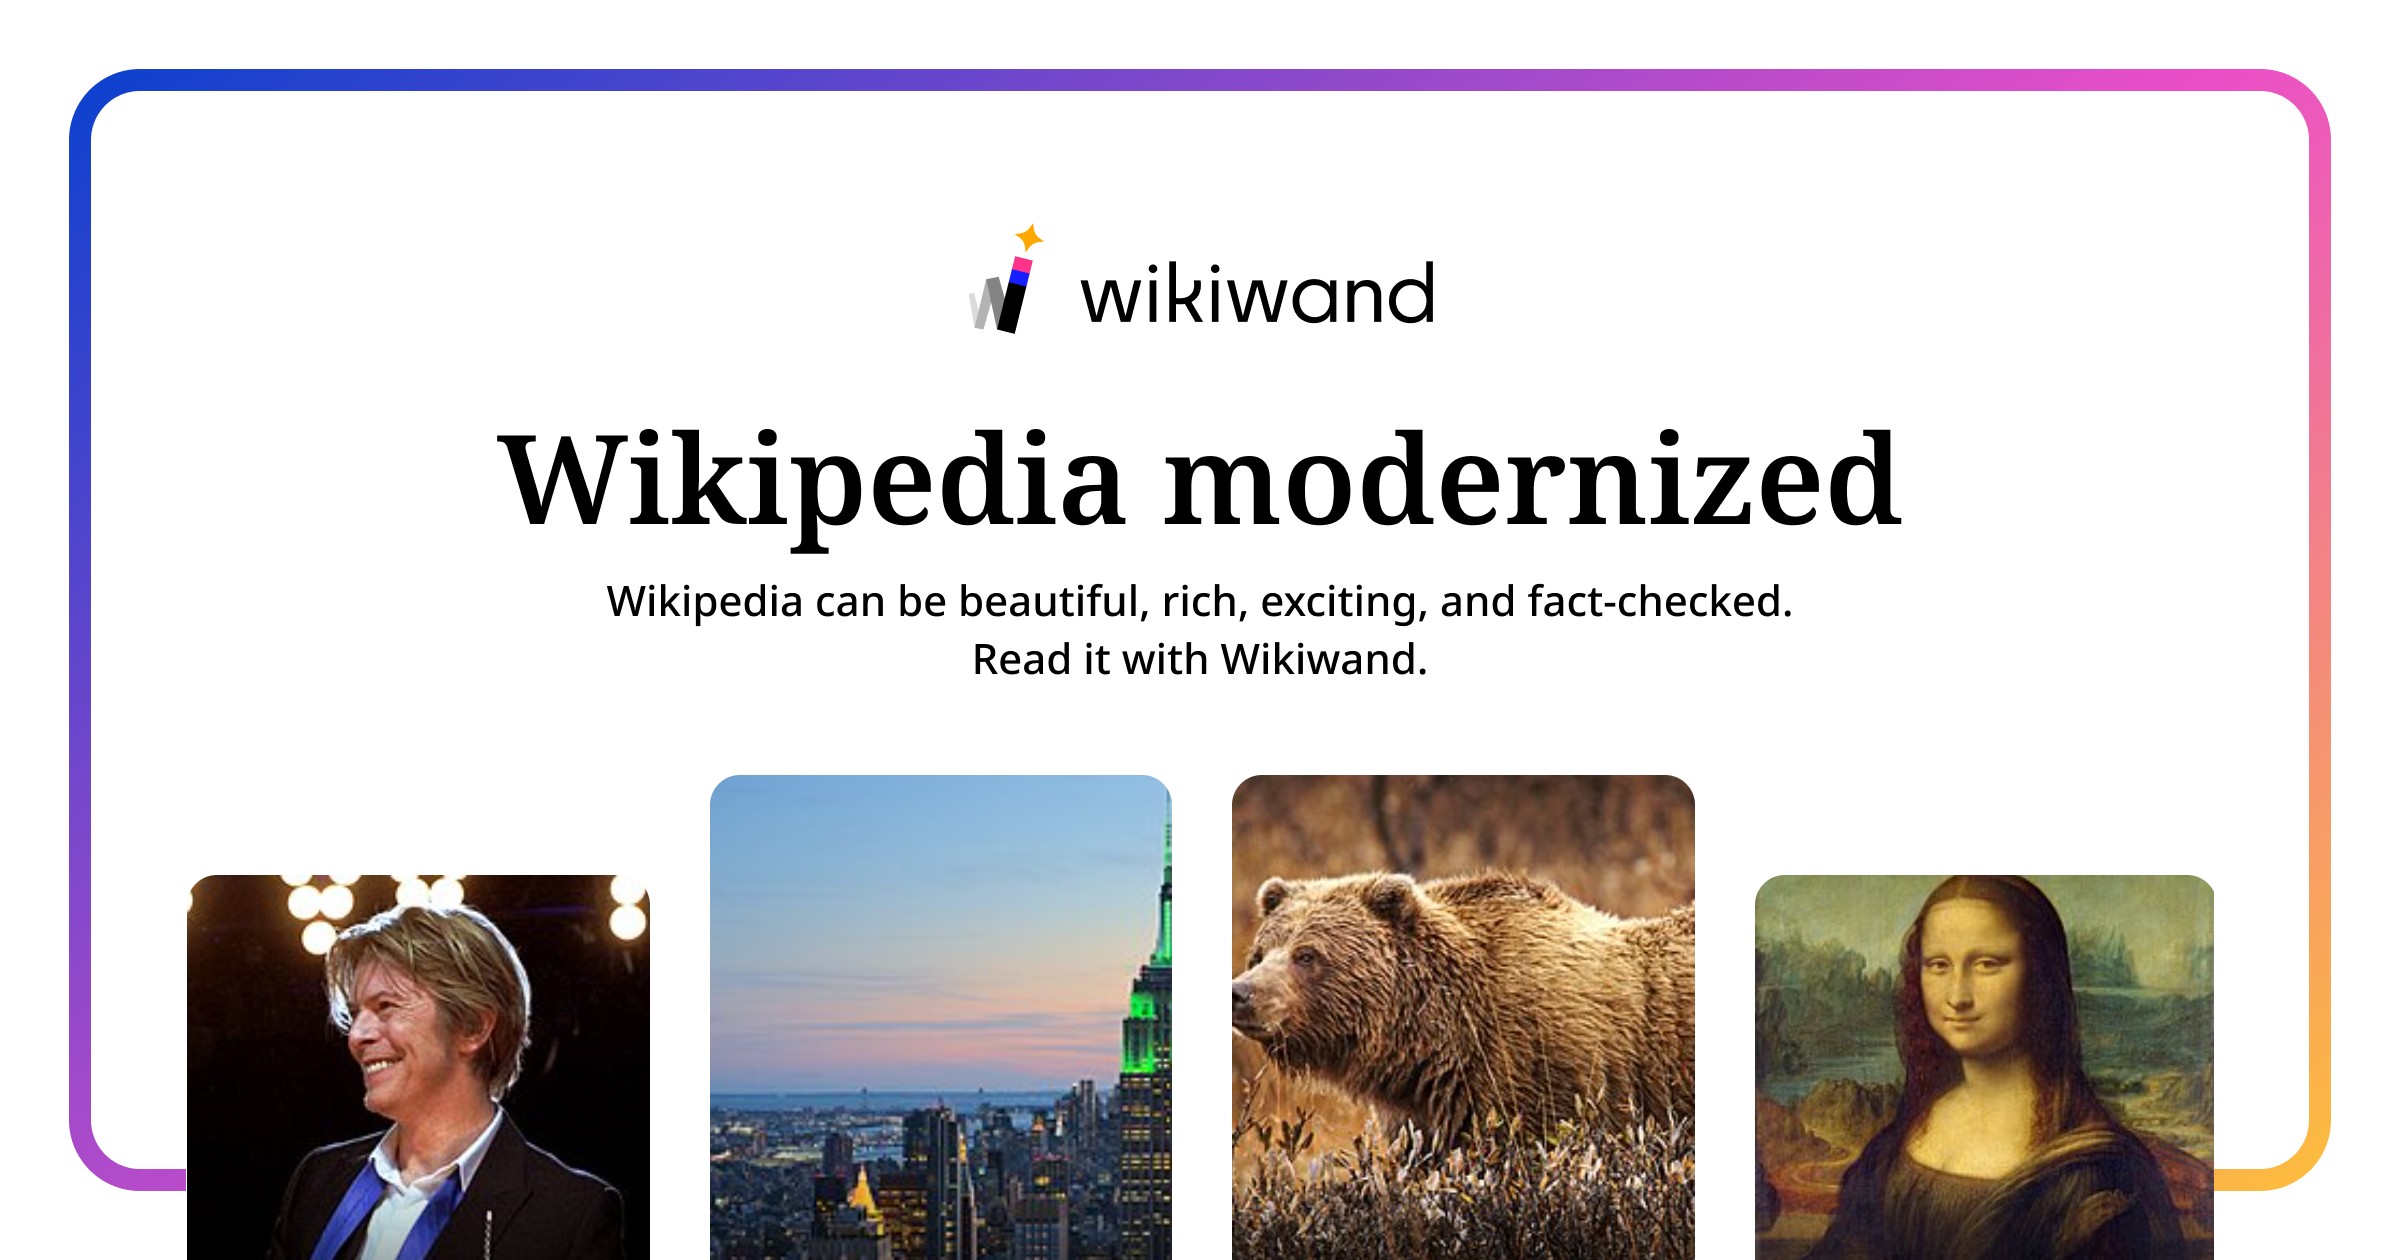 wikiwand
Wikipedia modernized
Wikipedia can be beautiful, rich, exciting, and fact-checked.
Read it with Wikiwand.